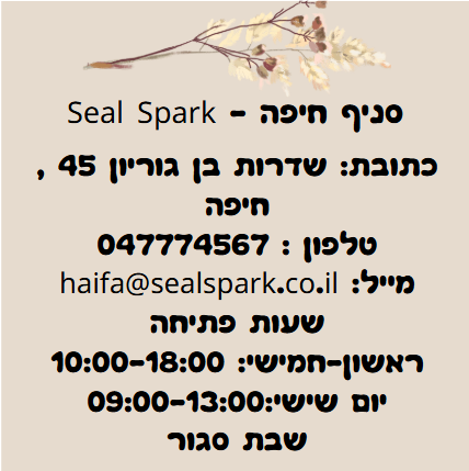 סניף חיפה - Seal Spark
כתובת: שדרות בן גוריון 45 ,
חיפה
טלפון : 047774567
מייל: haifa@sealspark.co.il
שעות פתיחה
ראשון-חמישי: 10:00-18:00
יום שישי:09:00-13:00
שבת סגור